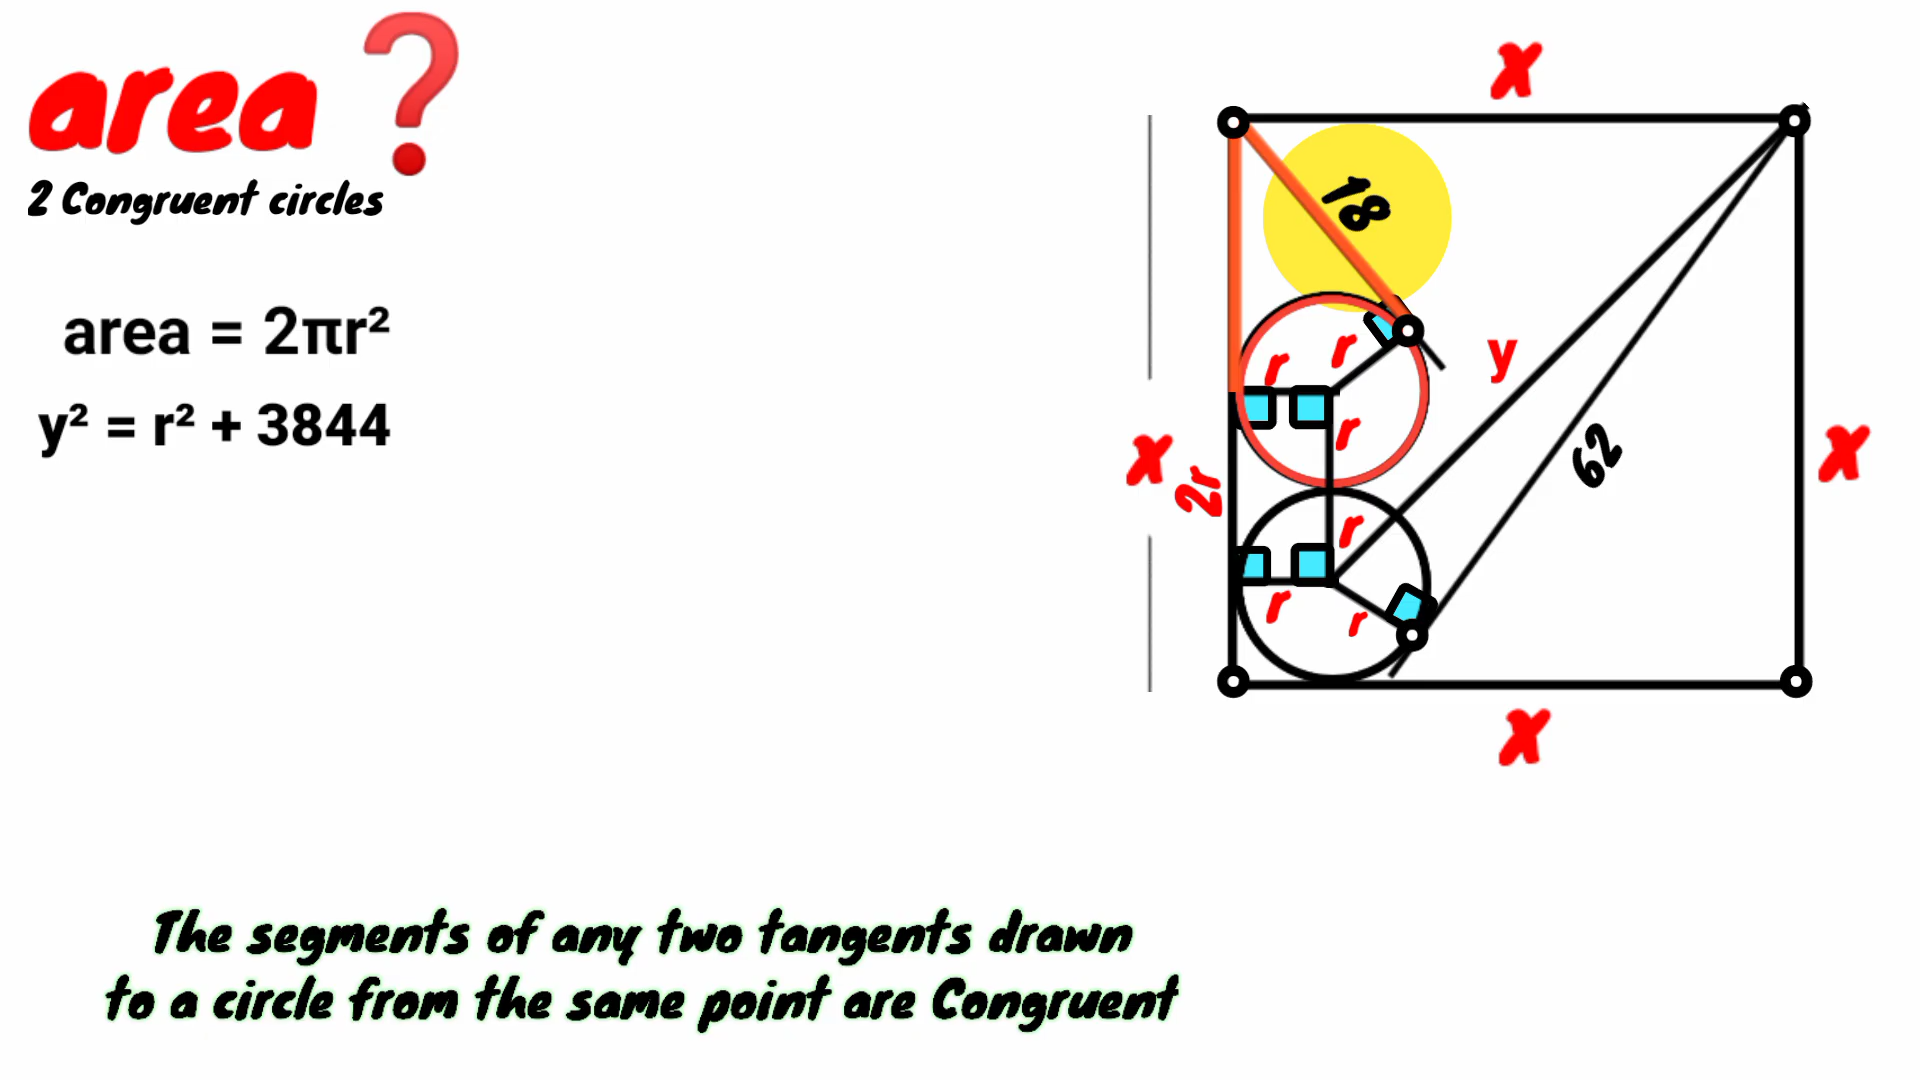 area❓
2 Congruent circles
area = 2πr²
y² = r² + 3844
x
18
r
r
y
r
x
2r
62
x
r
r
r
x
The segments of any two tangents drawn
to a circle from the same point are Congruent